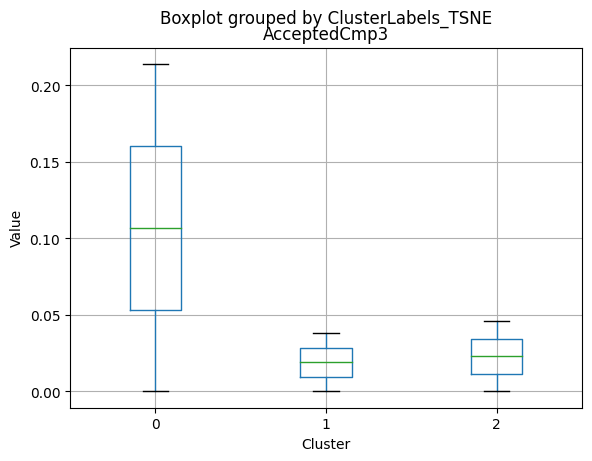 Boxplot grouped by ClusterLabels_TSNE
AcceptedCmp3
Value
0.20
0.15
0.10
0.05
0.00
0 1 2
Cluster